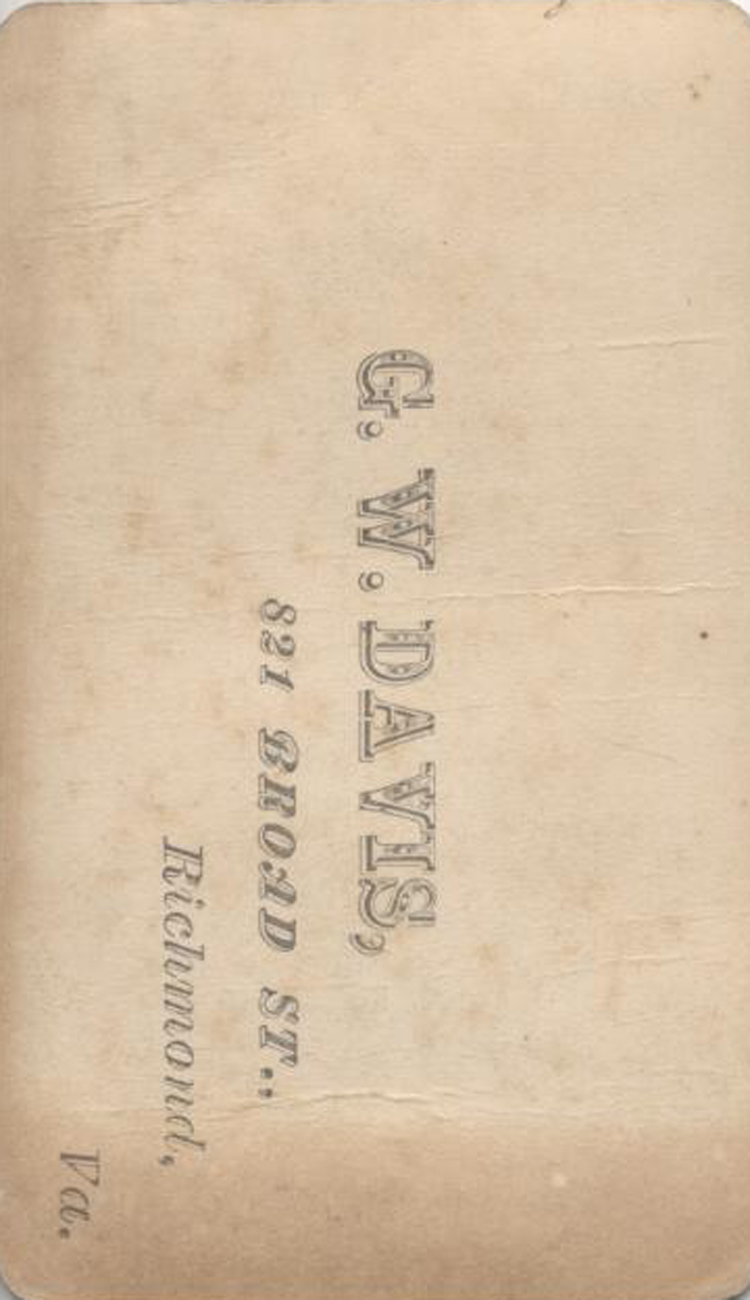 G. W. DAVIS,
821 BROAD ST.,
Richmond,
Va.